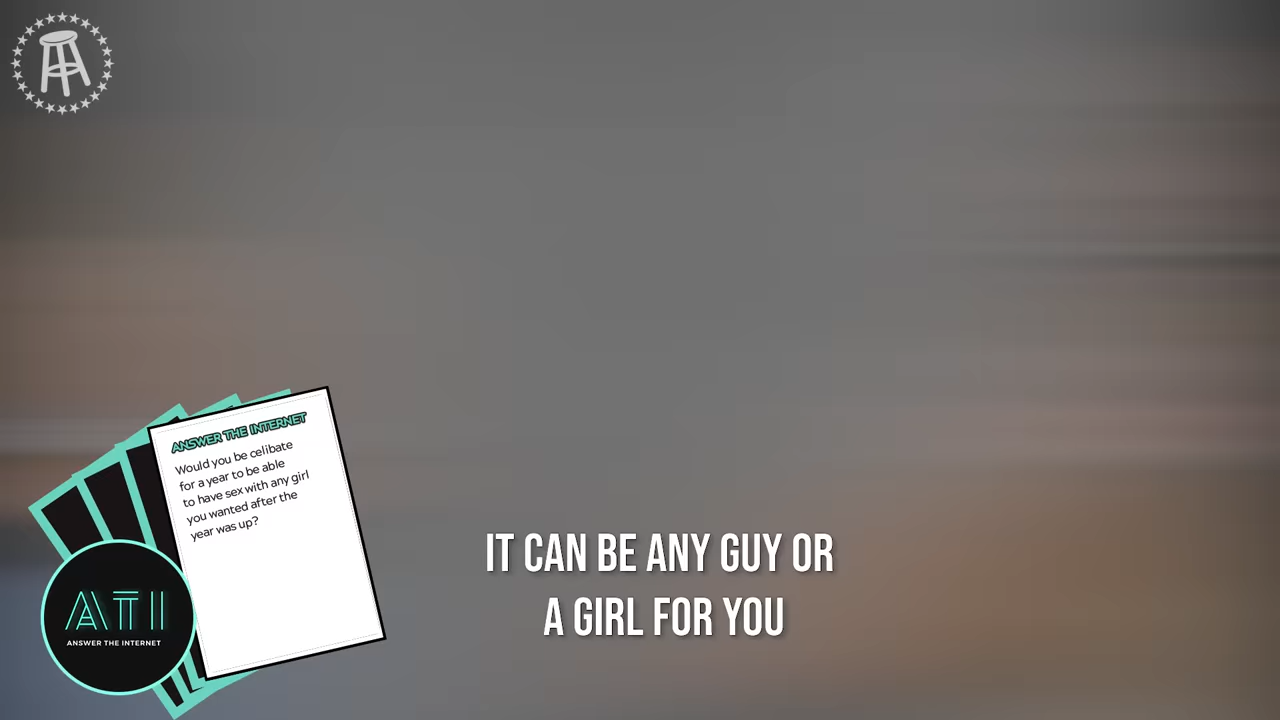 ANSWER THE INTERNET
Would you be celibate
for a year to be able
to have sex with any girl
you wanted after the
year was up?
IT CAN BE ANY GUY OR
A GIRL FOR YOU
ATI
ANSWER THE INTERNET